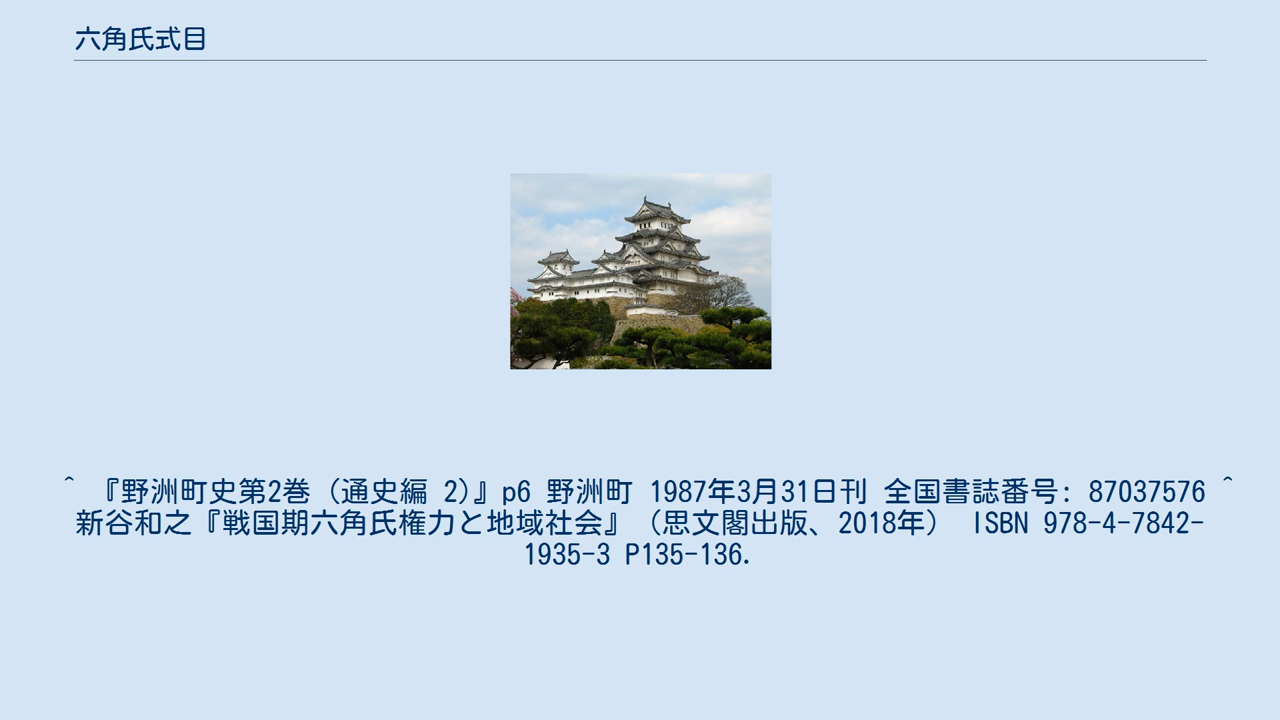 六角氏式目
^ 『野洲町史第2巻 (通史編 2)』p6 野洲町 1987年3月31日刊 全国書誌番号: 87037576 ^
新谷和之『戦国期六角氏権力と地域社会』（思文閣出版、2018年） ISBN 978-4-7842-
1935-3 P135-136.